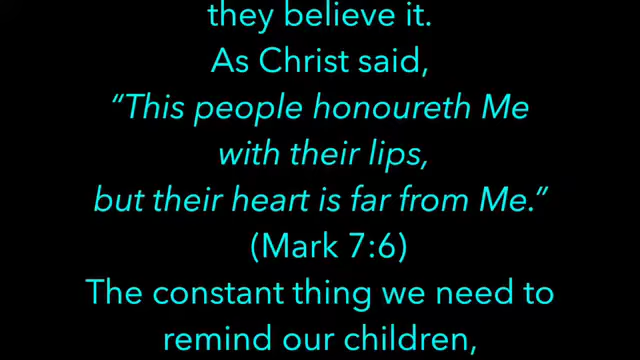 they believe it.
As Christ said,
“This people honoureth Me
with their lips,
but their heart is far from Me.”
(Mark 7:6)
The constant thing we need to
remind our children,